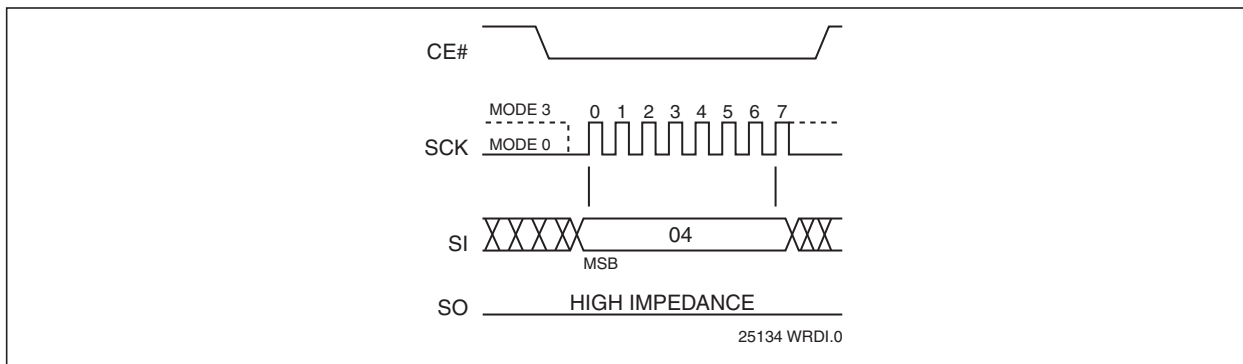 CE#
MODE 3
0 1 2 3 4 5 6 7
SCK
MODE 0
SI
04
MSB
SO
HIGH IMPEDANCE
25134 WRDI.0